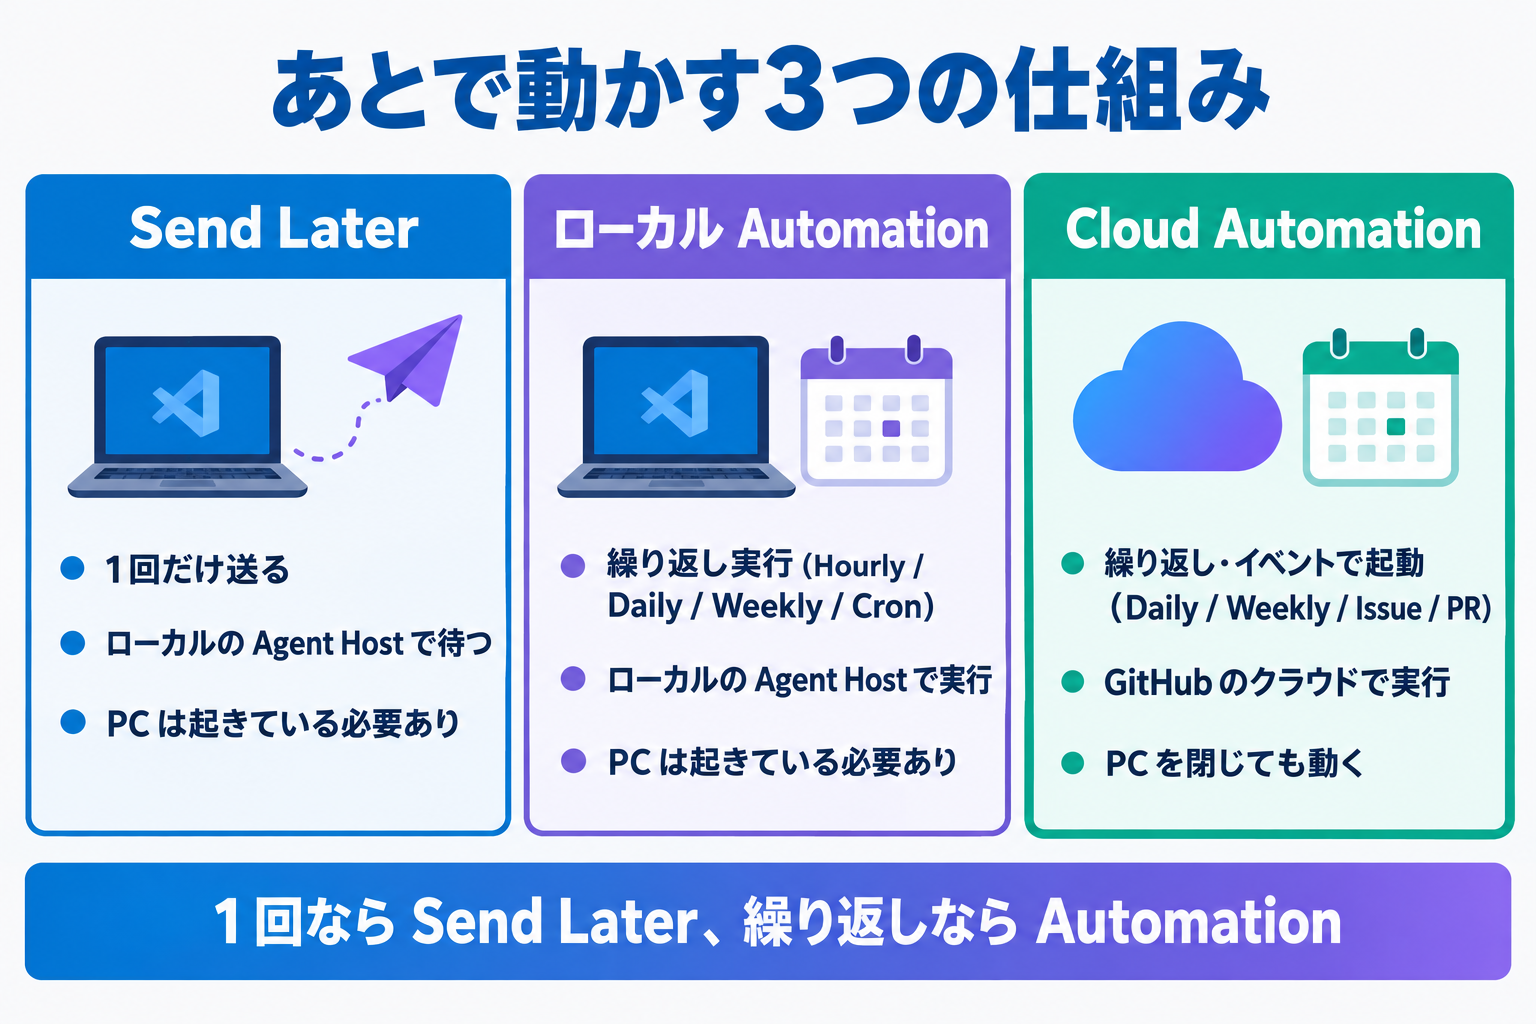 あとで動かす3つの仕組み
Send Later
1回だけ送る
ローカルの Agent Host で待つ
PC は起きている必要あり
ローカル Automation
繰り返し実行 (Hourly /
Daily / Weekly / Cron)
ローカルの Agent Host で実行
PC は起きている必要あり
Cloud Automation
繰り返し・イベントで起動
(Daily / Weekly / Issue / PR)
GitHub のクラウドで実行
PC を閉じても動く
1回なら Send Later、繰り返しなら Automation